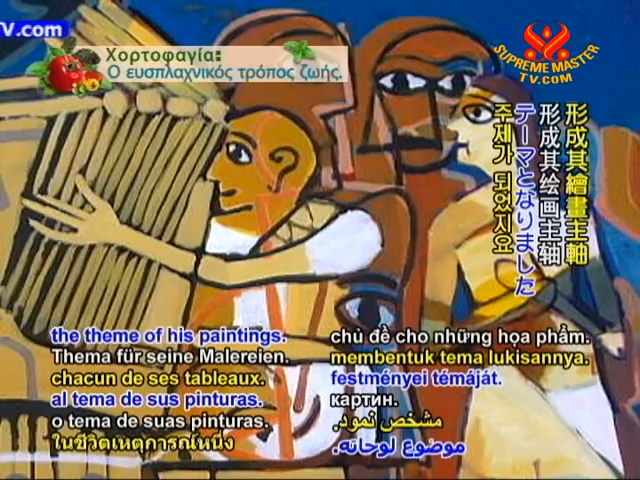 TV.com
Χορτοφαγία:
Ο ευσπλαχνικός τρόπος ζωής.
SUPREME MASTER
TV.COM
形成其繪畫主軸
形成其绘画主轴
テーマとなりました
주제가 되었지요
the theme of his paintings.
Thema für seine Malereien.
chacun de ses tableaux.
al tema de sus pinturas.
o tema de suas pinturas.
ในชีวิตเหตุการณ์หนึ่ง
chủ đề cho những họa phẩm.
membentuk tema lukisannya.
festményei témáját.
картин.
مشخص نمود.
موضوع لوحاته.